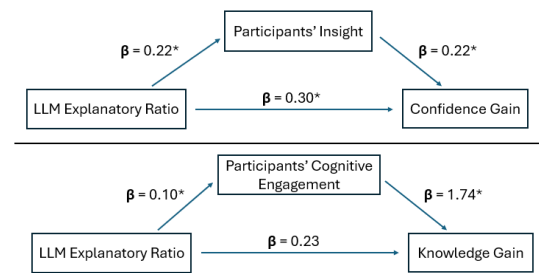 Participants' Insight
β = 0.22*
β = 0.22*
LLM Explanatory Ratio
β = 0.30*
Confidence Gain
Participants' Cognitive
Engagement
β = 0.10*
β = 1.74*
LLM Explanatory Ratio
β = 0.23
Knowledge Gain